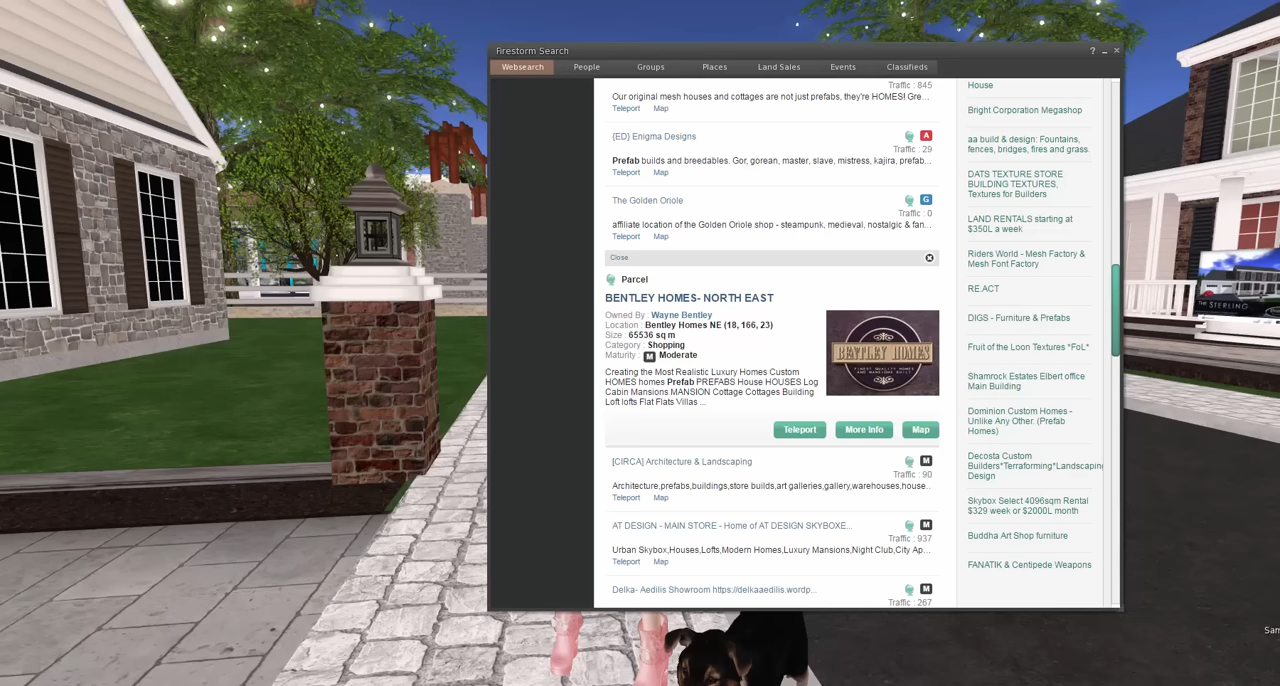 Firestorm Search
? _ ×
Websearch People Groups Places Land Sales Events Classifieds
Traffic : 845
Our original mesh houses and cottages are not just prefabs, they're HOMES! Gre...
Teleport Map
{ED} Enigma Designs
A
Traffic : 29
Prefab builds and breedables. Gor, gorean, master, slave, mistress, kajira, prefab...
Teleport Map
The Golden Oriole
G
Traffic : 0
affiliate location of the Golden Oriole shop - steampunk, medieval, nostalgic & fan...
Teleport Map
Close
Parcel
BENTLEY HOMES- NORTH EAST
Owned By : Wayne Bentley
Location : Bentley Homes NE (18, 166, 23)
Size : 65536 sq m
Category : Shopping
Maturity : M Moderate
Creating the Most Realistic Luxury Homes Custom
HOMES homes Prefab PREFABS House HOUSES Log
Cabin Mansions MANSION Cottage Cottages Building
Loft lofts Flat Flats Villas ...
BENTLEY HOMES
FINEST QUALITY HOMES
AND MANSIONS BUILT
Teleport More Info Map
[CIRCA] Architecture & Landscaping
M
Traffic : 90
Architecture,prefabs,buildings,store builds,art galleries,gallery,warehouses,house...
Teleport Map
AT DESIGN - MAIN STORE - Home of AT DESIGN SKYBOXE...
M
Traffic : 937
Urban Skybox,Houses,Lofts,Modern Homes,Luxury Mansions,Night Club,City Ap...
Teleport Map
Delka- Aedilis Showroom https://delkaaedilis.wordp...
M
Traffic : 267
House
Bright Corporation Megashop
aa build & design: Fountains,
fences, bridges, fires and grass.
DATS TEXTURE STORE
BUILDING TEXTURES,
Textures for Builders
LAND RENTALS starting at
$350L a week
Riders World - Mesh Factory &
Mesh Font Factory
RE.ACT
DIGS - Furniture & Prefabs
Fruit of the Loon Textures *FoL*
Shamrock Estates Elbert office
Main Building
Dominion Custom Homes -
Unlike Any Other. (Prefab
Homes)
Decosta Custom
Builders*Terraforming*Landscaping
Design
Skybox Select 4096sqm Rental
$329 week or $2000L month
Buddha Art Shop furniture
FANATIK & Centipede Weapons
THE STERLING
Sam